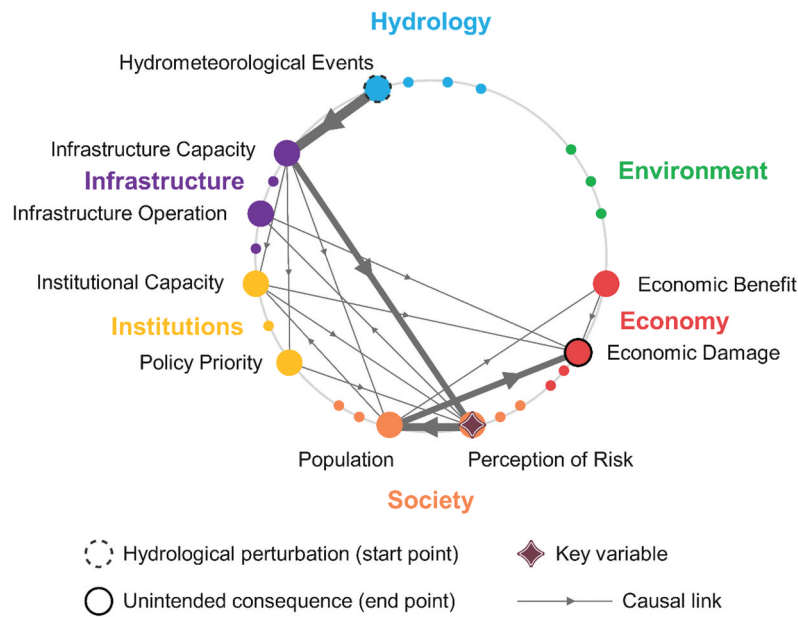 Hydrology
Hydrometeorological Events
Infrastructure Capacity
Infrastructure
Environment
Infrastructure Operation
Institutional Capacity
Economic Benefit
Institutions
Economy
Policy Priority
Economic Damage
Population
Perception of Risk
Society
Hydrological perturbation (start point)
Key variable
Unintended consequence (end point)
Causal link